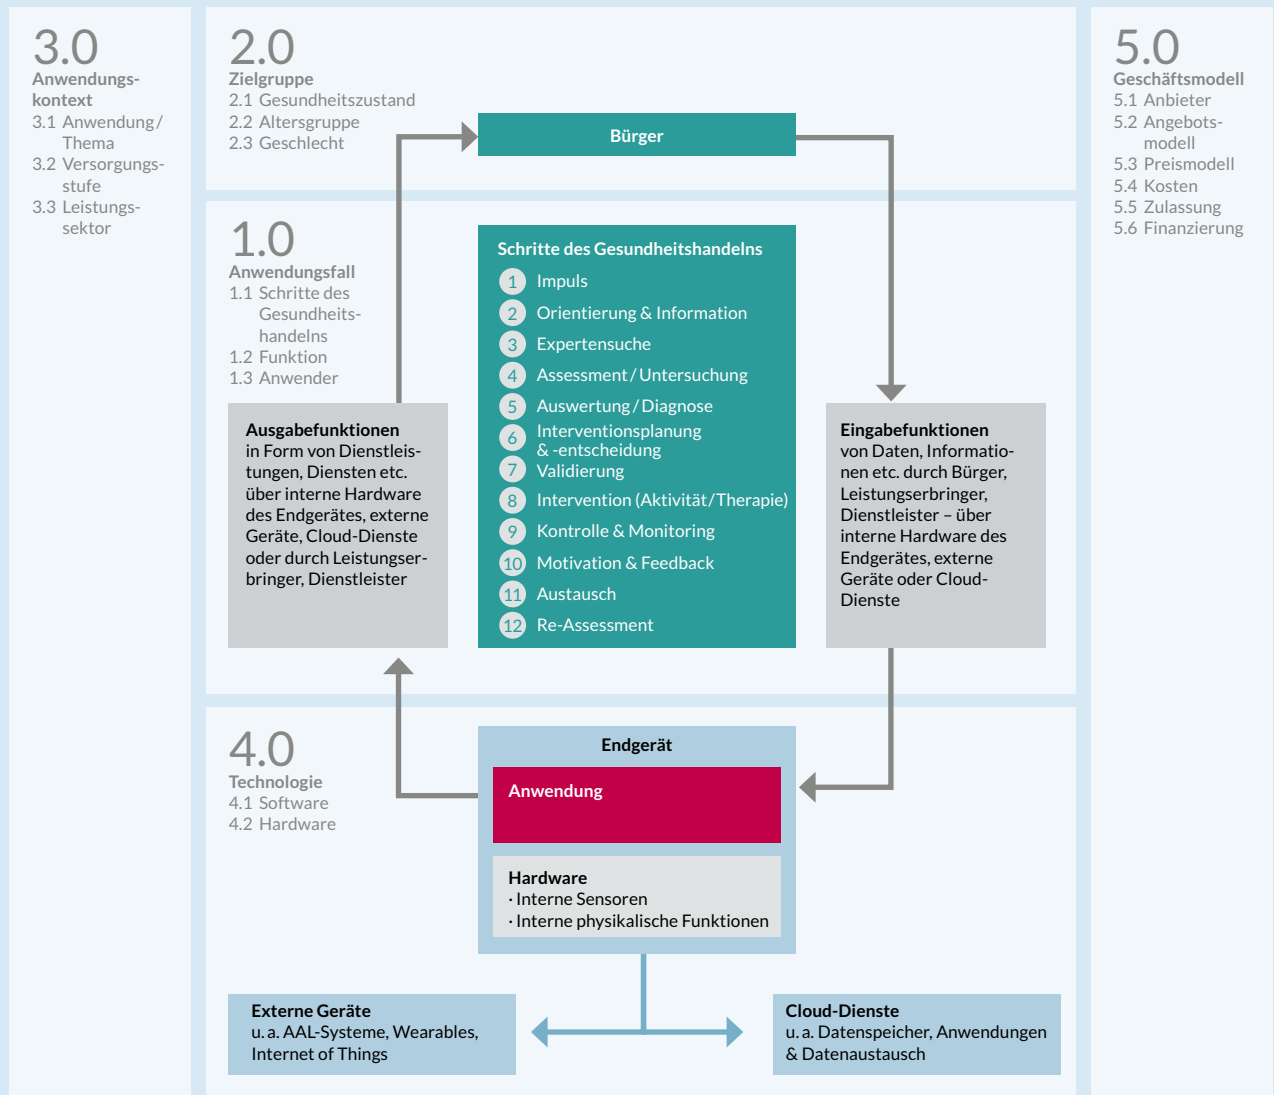 3.0
Anwendungs-
kontext
3.1 Anwendung/
Thema
3.2 Versorgungs-
stufe
3.3 Leistungs-
sektor
2.0
Zielgruppe
2.1 Gesundheitszustand
2.2 Altersgruppe
2.3 Geschlecht
Bürger
1.0
Anwendungsfall
1.1 Schritte des
Gesundheits-
handelns
1.2 Funktion
1.3 Anwender
Ausgabefunktionen
in Form von Dienstleis-
tungen, Diensten etc.
über interne Hardware
des Endgerätes, externe
Geräte, Cloud-Dienste
oder durch Leistungser-
bringer, Dienstleister
Schritte des Gesundheitshandelns
1 Impuls
2 Orientierung & Information
3 Expertensuche
4 Assessment/Untersuchung
5 Auswertung/Diagnose
6 Interventionsplanung
& -entscheidung
7 Validierung
8 Intervention (Aktivität/Therapie)
9 Kontrolle & Monitoring
10 Motivation & Feedback
11 Austausch
12 Re-Assessment
Eingabefunktionen
von Daten, Informatio-
nen etc. durch Bürger,
Leistungserbringer,
Dienstleister – über
interne Hardware des
Endgerätes, externe
Geräte oder Cloud-
Dienste
4.0
Technologie
4.1 Software
4.2 Hardware
Endgerät
Anwendung
Hardware
· Interne Sensoren
· Interne physikalische Funktionen
Externe Geräte
u. a. AAL-Systeme, Wearables,
Internet of Things
Cloud-Dienste
u. a. Datenspeicher, Anwendungen
& Datenaustausch
5.0
Geschäftsmodell
5.1 Anbieter
5.2 Angebots-
modell
5.3 Preismodell
5.4 Kosten
5.5 Zulassung
5.6 Finanzierung